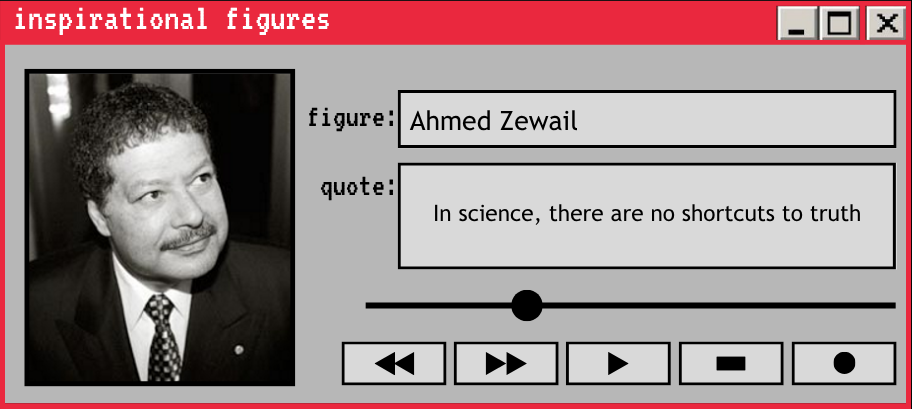 inspirational figures
figure: Ahmed Zewail
quote: In science, there are no shortcuts to truth